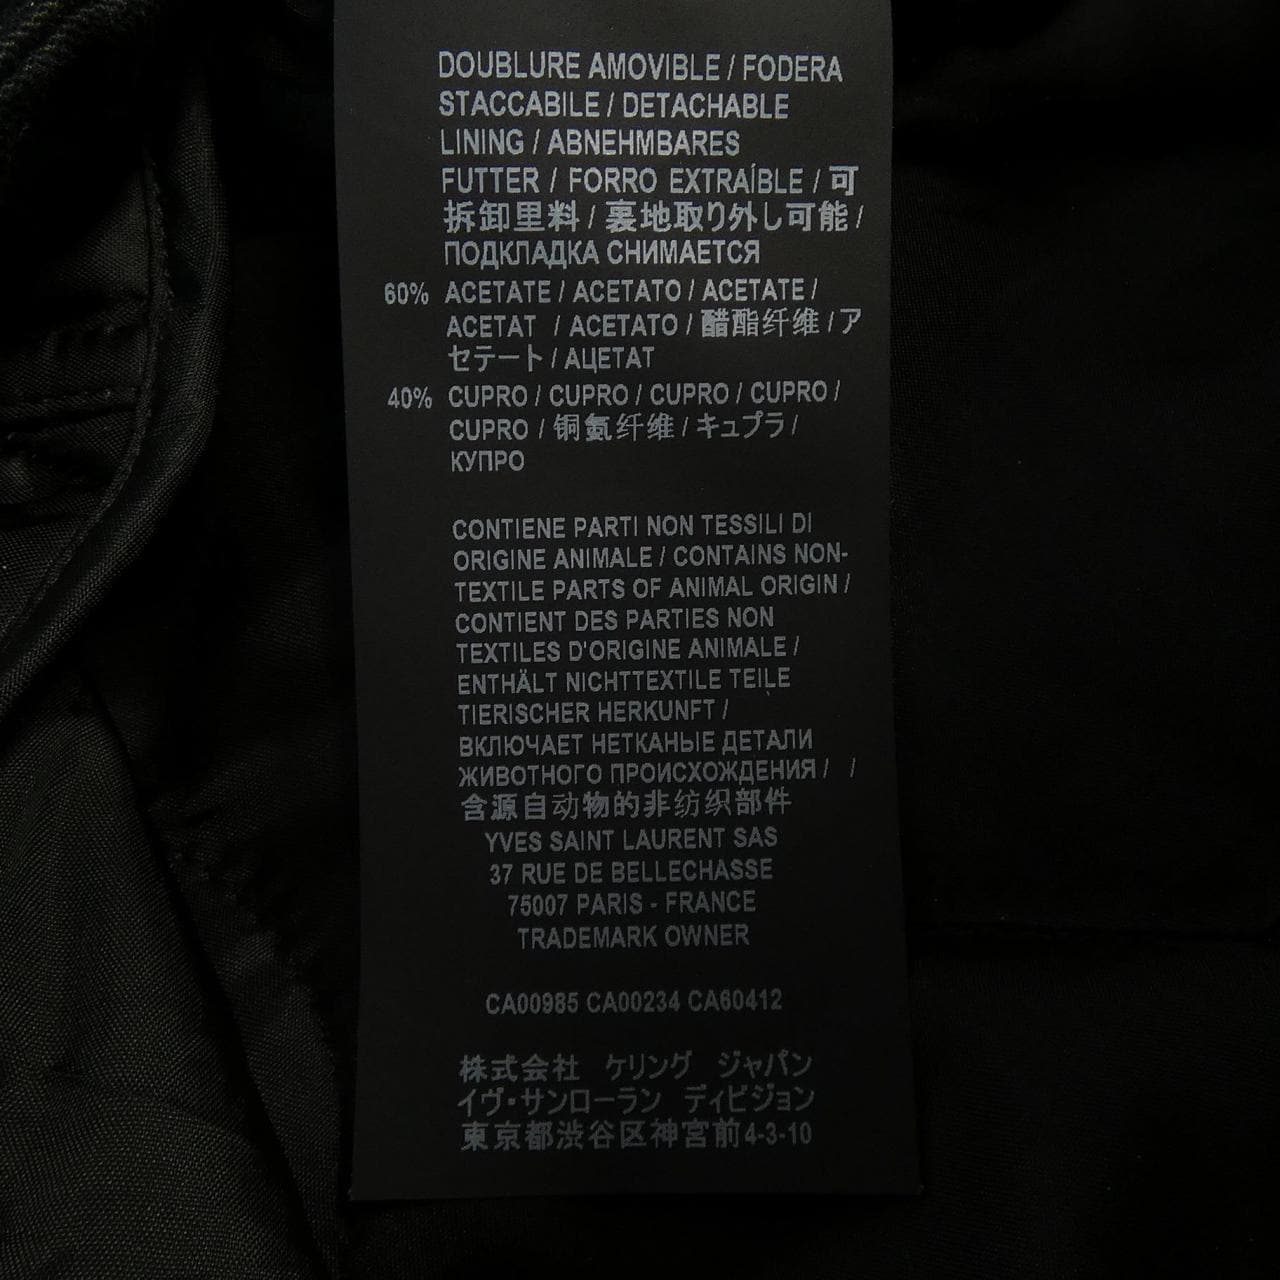 DOUBLURE AMOVIBLE / FODERA
STACCABILE / DETACHABLE
LINING / ABNEHMBARES
FUTTER / FORRO EXTRAÍBLE / 可
拆卸里料 / 裏地取り外し可能 /
ПОДКЛАДКА СНИМАЕТСЯ
60% ACETATE / ACETATO / ACETATE /
ACETAT / ACETATO / 醋酯纤维 / ア
セテート / АЦЕТАТ
40% CUPRO / CUPRO / CUPRO / CUPRO /
CUPRO / 铜氨纤维 / キュプラ /
КУПРО
CONTIENE PARTI NON TESSILI DI
ORIGINE ANIMALE / CONTAINS NON-
TEXTILE PARTS OF ANIMAL ORIGIN /
CONTIENT DES PARTIES NON
TEXTILES D'ORIGINE ANIMALE /
ENTHÄLT NICHTTEXTILE TEILE
TIERISCHER HERKUNFT /
ВКЛЮЧАЕТ НЕТКАНЫЕ ДЕТАЛИ
ЖИВОТНОГО ПРОИСХОЖДЕНИЯ / /
含源自动物的非纺织部件
YVES SAINT LAURENT SAS
37 RUE DE BELLECHASSE
75007 PARIS - FRANCE
TRADEMARK OWNER
CA00985 CA00234 CA60412
株式会社 ケリング ジャパン
イヴ・サンローラン ディビジョン
東京都渋谷区神宮前4-3-10